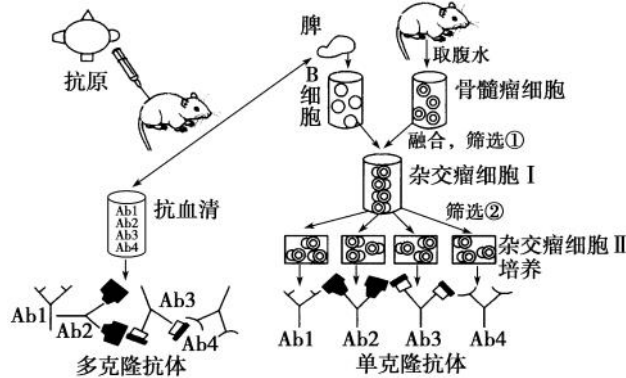 抗原
脾
取腹水
B细胞
骨髓瘤细胞
融合，筛选①
杂交瘤细胞Ⅰ
筛选②
抗血清
Ab1
Ab2
Ab3
Ab4
杂交瘤细胞Ⅱ
培养
Ab1
Ab2
Ab3
Ab4
多克隆抗体
Ab1
Ab2
Ab3
Ab4
单克隆抗体